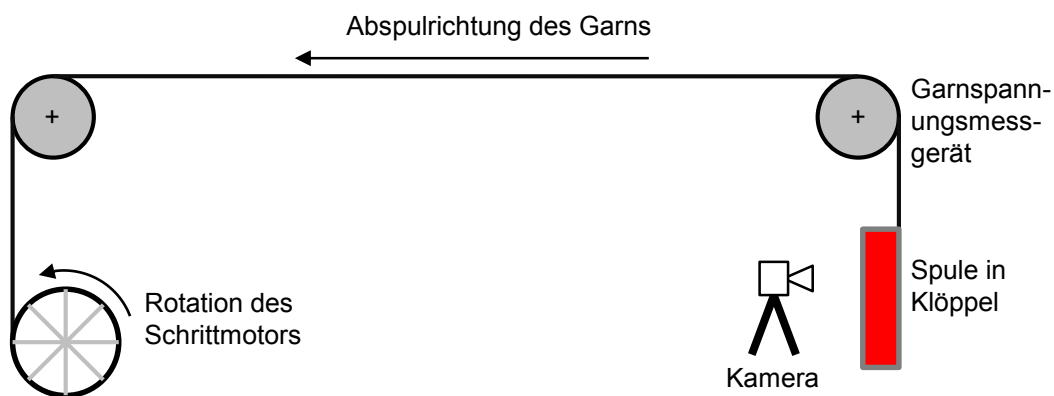 Abspulrichtung des Garns
Garnspann-
ungsmess-
gerät
Spule in
Klöppel
Rotation des
Schrittmotors
Kamera